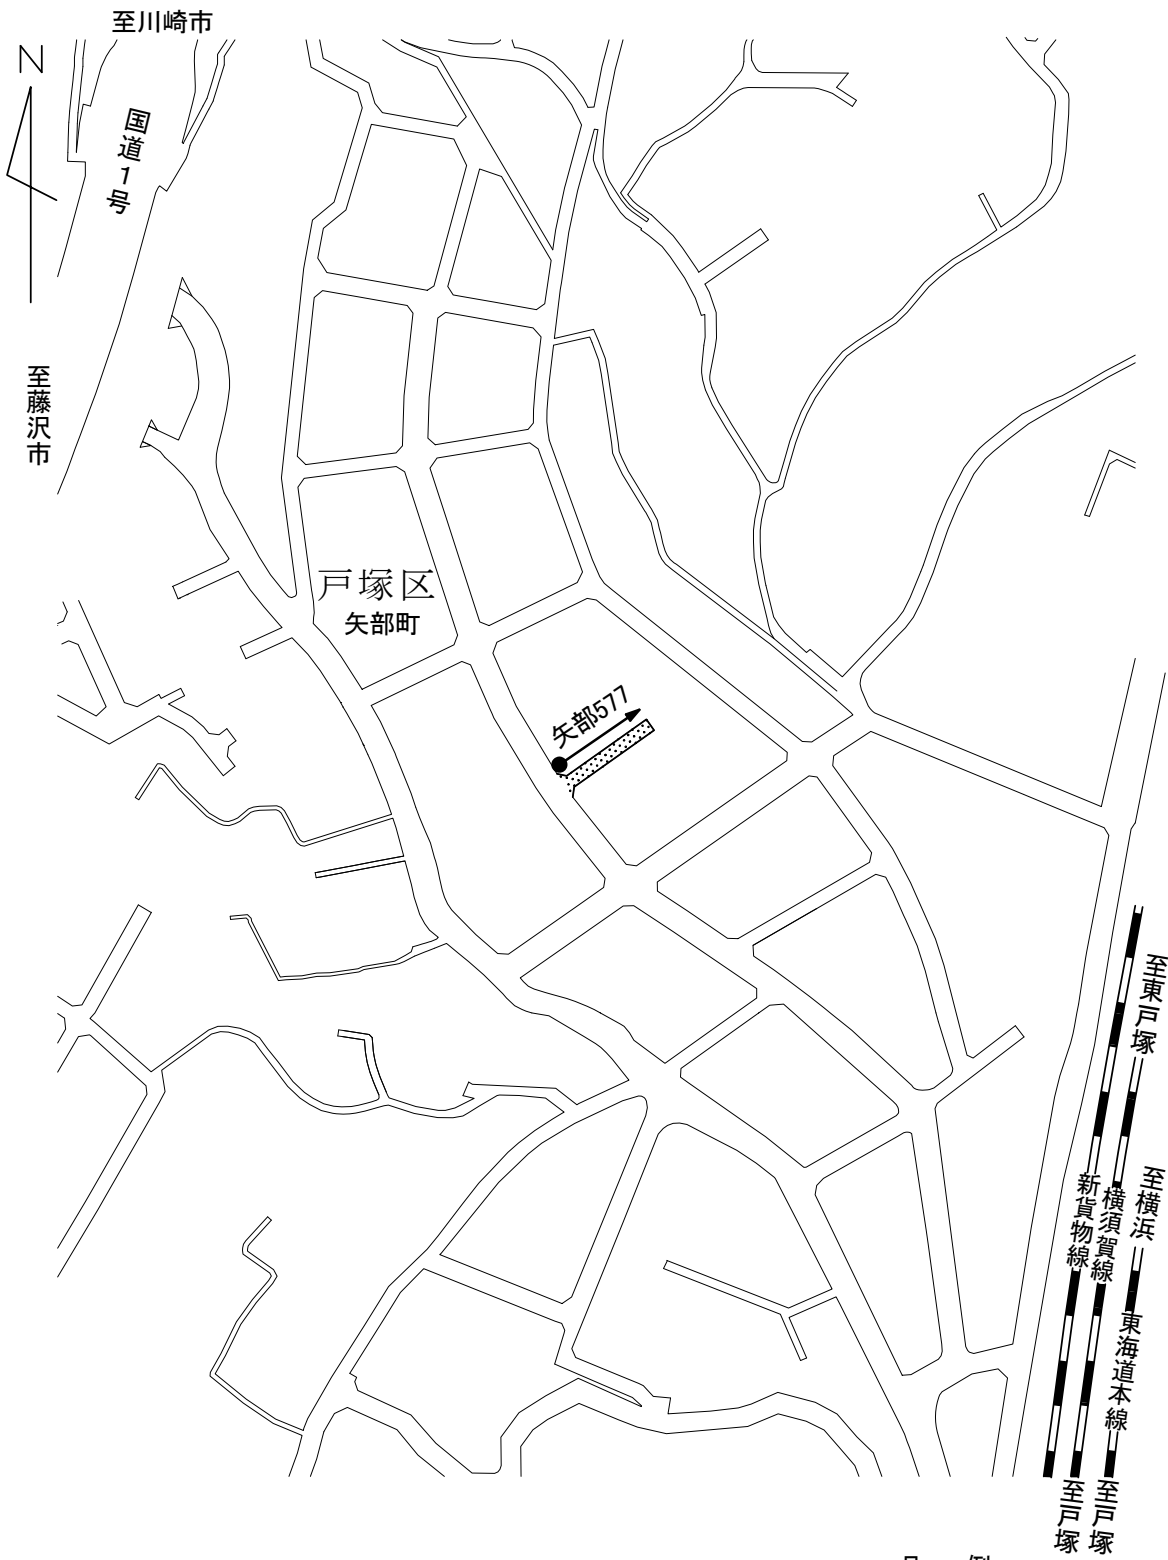 至川崎市
N
国道1号
至藤沢市
戸塚区
矢部町
矢部577
至東戸塚
至横浜
新貨物線
横須賀線
東海道本線
至戸塚
至戸塚